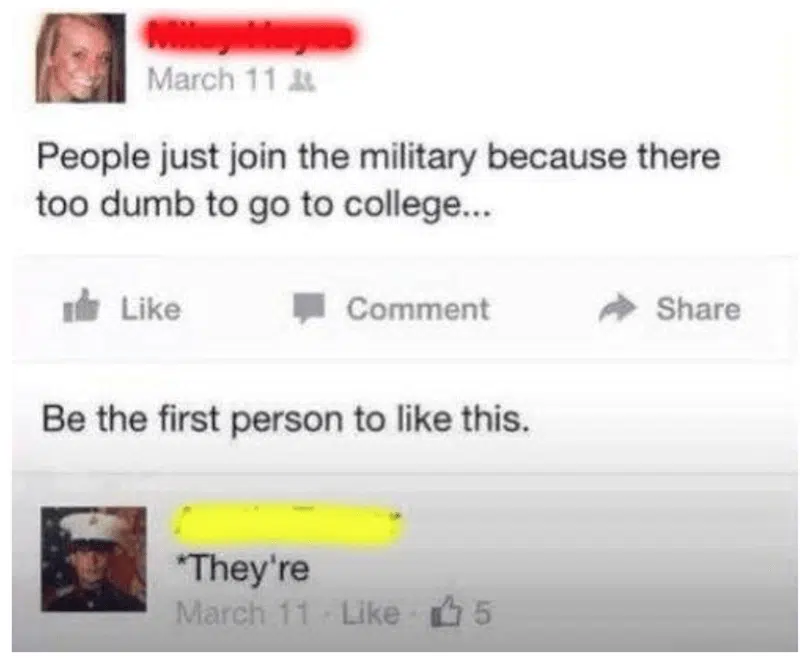 March 11
People just join the military because there
too dumb to go to college...
Like Comment Share
Be the first person to like this.
*They're
March 11 · Like · 5